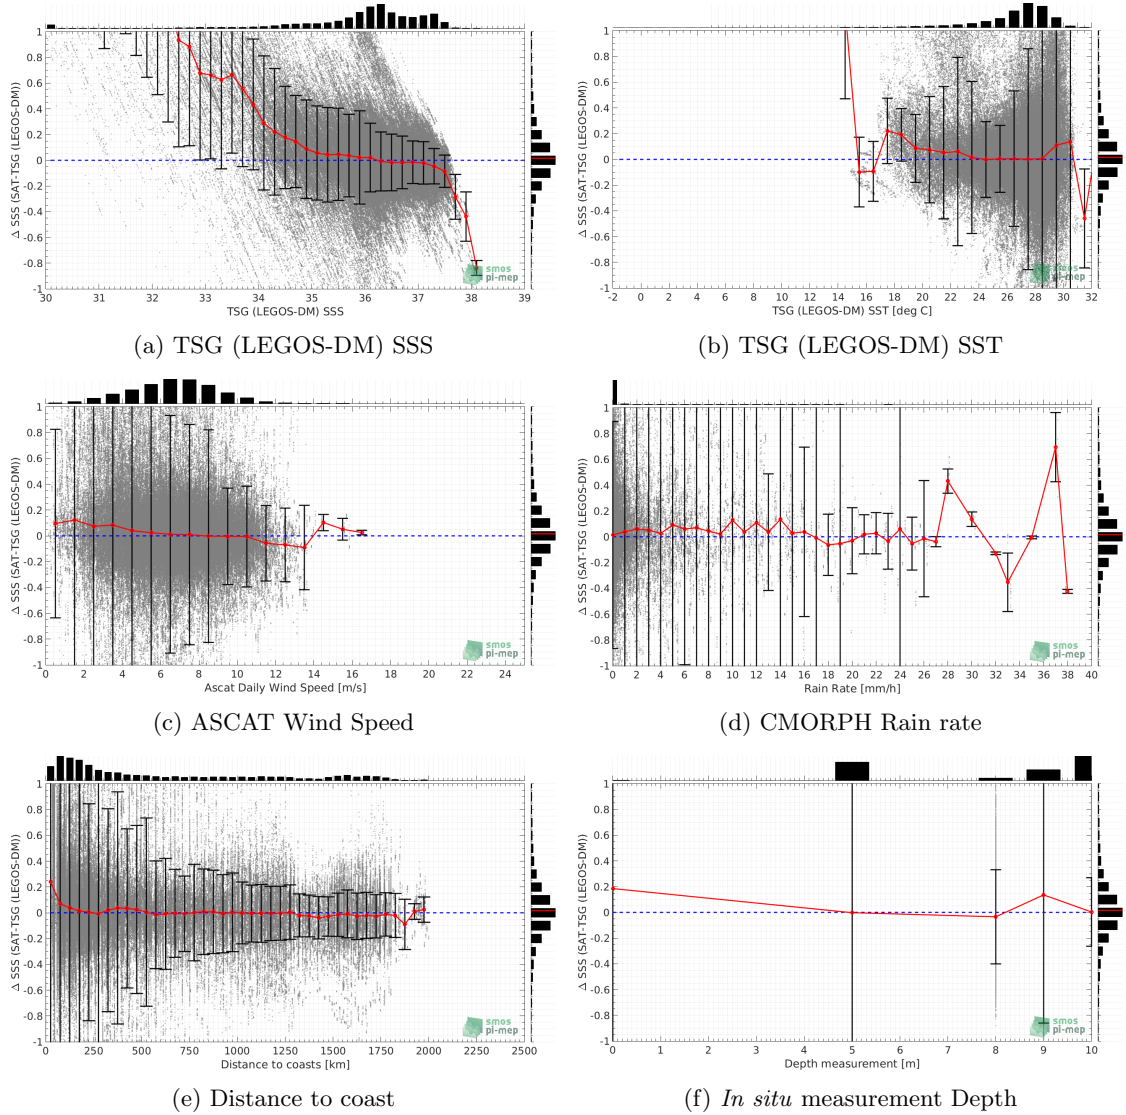 Δ SSS (SAT-TSG (LEGOS-DM))
1
0.8
0.6
0.4
0.2
0
-0.2
-0.4
-0.6
-0.8
-1
smos
pi-mep
30 31 32 33 34 35 36 37 38 39
TSG (LEGOS-DM) SSS
(a) TSG (LEGOS-DM) SSS
Δ SSS (SAT-TSG (LEGOS-DM))
1
0.8
0.6
0.4
0.2
0
-0.2
-0.4
-0.6
-0.8
-1
smos
pi-mep
-2 0 2 4 6 8 10 12 14 16 18 20 22 24 26 28 30 32
TSG (LEGOS-DM) SST [deg C]
(b) TSG (LEGOS-DM) SST
Δ SSS (SAT-TSG (LEGOS-DM))
1
0.8
0.6
0.4
0.2
0
-0.2
-0.4
-0.6
-0.8
-1
smos
pi-mep
0 2 4 6 8 10 12 14 16 18 20 22 24
Ascat Daily Wind Speed [m/s]
(c) ASCAT Wind Speed
Δ SSS (SAT-TSG (LEGOS-DM))
1
0.8
0.6
0.4
0.2
0
-0.2
-0.4
-0.6
-0.8
-1
smos
pi-mep
0 2 4 6 8 10 12 14 16 18 20 22 24 26 28 30 32 34 36 38 40
Rain Rate [mm/h]
(d) CMORPH Rain rate
Δ SSS (SAT-TSG (LEGOS-DM))
1
0.8
0.6
0.4
0.2
0
-0.2
-0.4
-0.6
-0.8
-1
smos
pi-mep
0 250 500 750 1000 1250 1500 1750 2000 2250 2500
Distance to coasts [km]
(e) Distance to coast
Δ SSS (SAT-TSG (LEGOS-DM))
1
0.8
0.6
0.4
0.2
0
-0.2
-0.4
-0.6
-0.8
-1
smos
pi-mep
0 1 2 3 4 5 6 7 8 9 10
Depth measurement [m]
(f) In situ measurement Depth